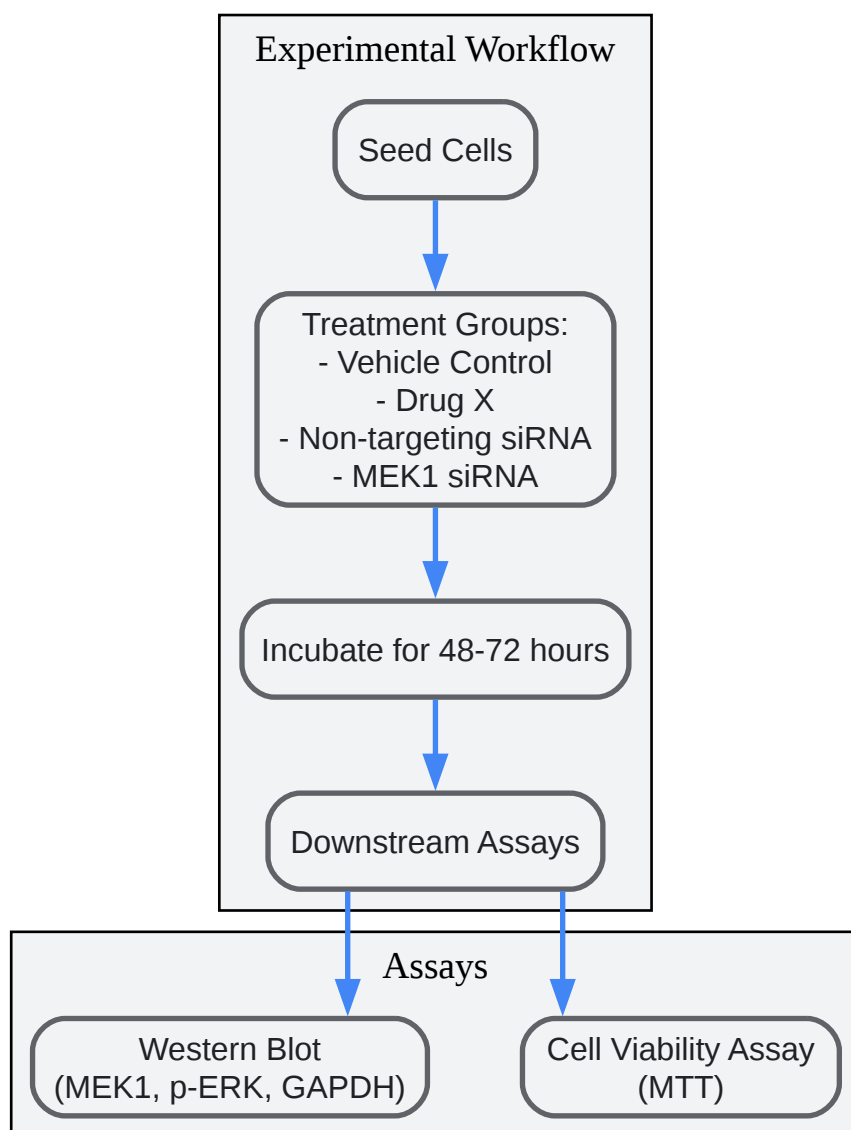 Experimental Workflow
Seed Cells
Treatment Groups:
- Vehicle Control
- Drug X
- Non-targeting siRNA
- MEK1 siRNA
Incubate for 48-72 hours
Downstream Assays
Assays
Western Blot
(MEK1, p-ERK, GAPDH)
Cell Viability Assay
(MTT)